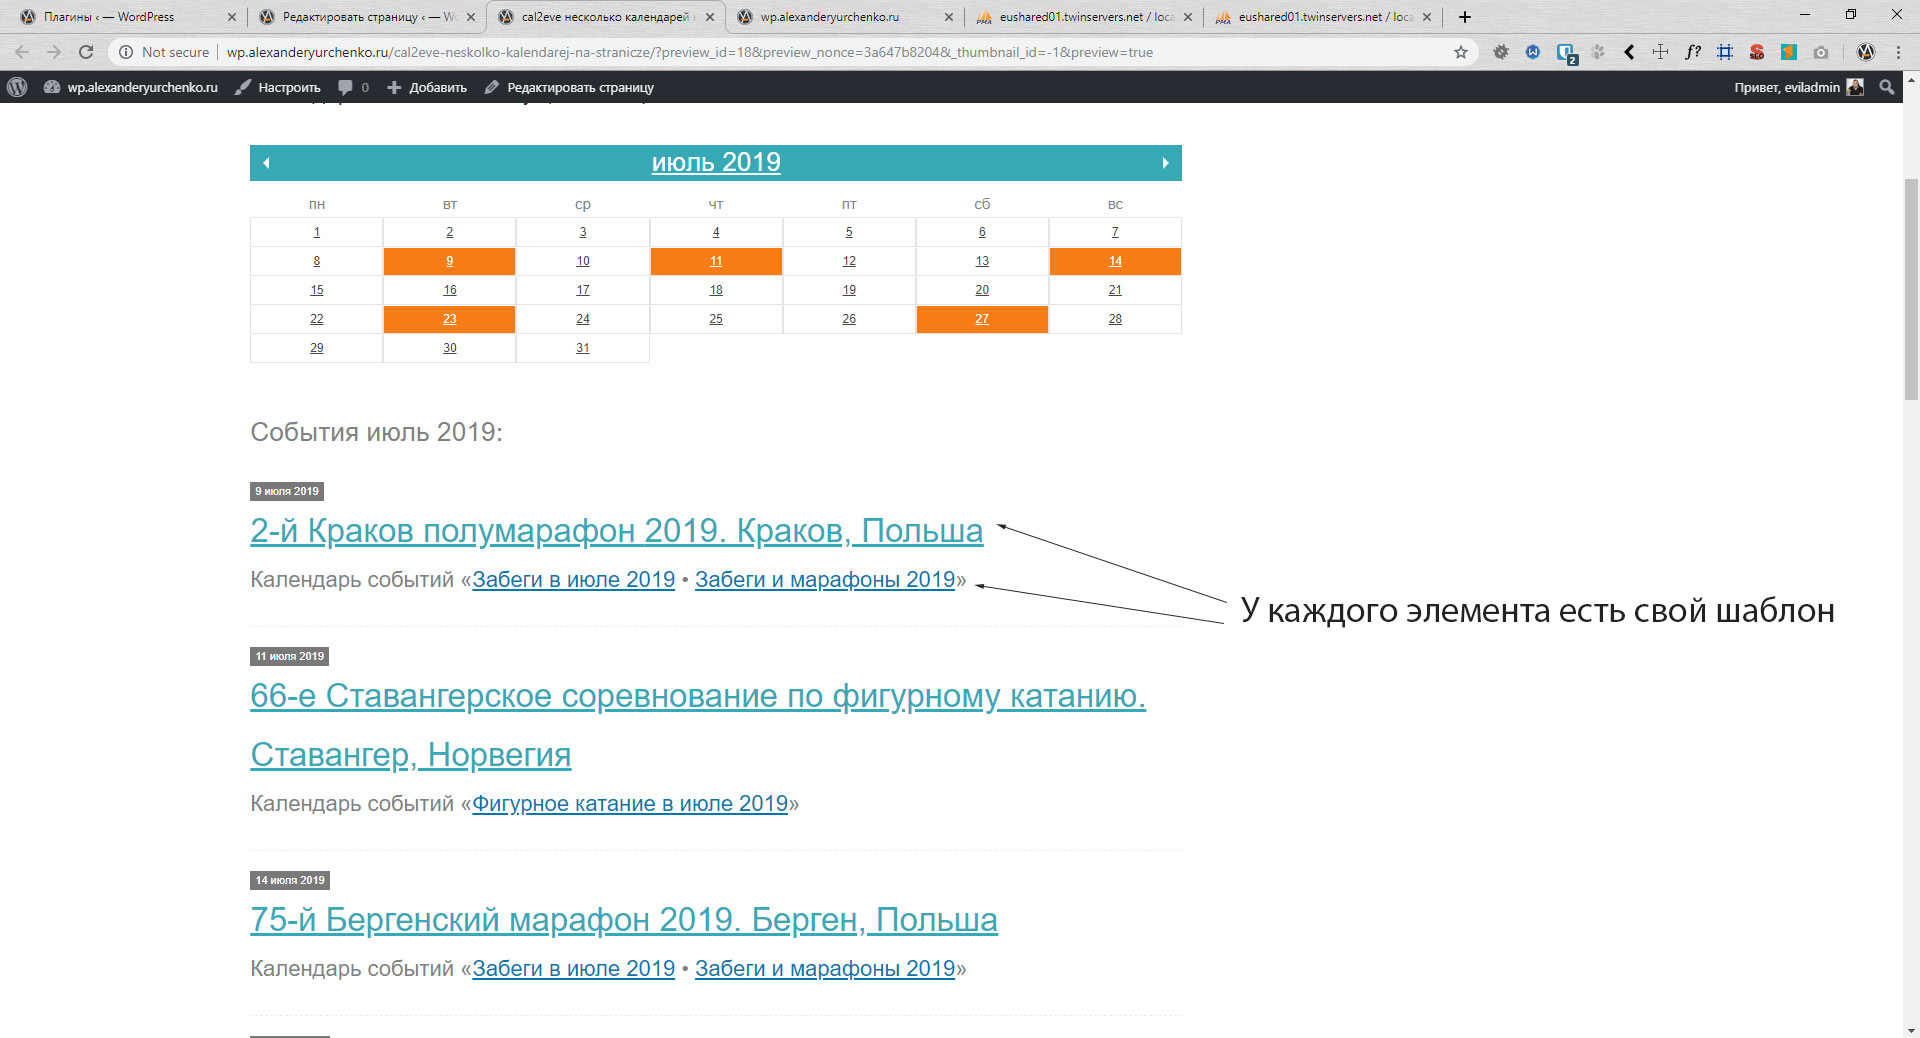 Плагины ‹ — WordPress
Редактировать страницу ‹ — W
cal2eve несколько календарей
wp.alexanderyurchenko.ru
eushared01.twinservers.net / loca
eushared01.twinservers.net / loca
Not secure
wp.alexanderyurchenko.ru/cal2eve-neskolko-kalendarej-na-stranicze/?preview_id=18&preview_nonce=3a647b8204&_thumbnail_id=-1&preview=true
wp.alexanderyurchenko.ru
Настроить
0
Добавить
Редактировать страницу
Привет, eviladmin
июль 2019
пн вт ср чт пт сб вс
1 2 3 4 5 6 7
8 9 10 11 12 13 14
15 16 17 18 19 20 21
22 23 24 25 26 27 28
29 30 31
События июль 2019:
9 июля 2019
2-й Краков полумарафон 2019. Краков, Польша
Календарь событий «Забеги в июле 2019 • Забеги и марафоны 2019»
У каждого элемента есть свой шаблон
11 июля 2019
66-е Ставангерское соревнование по фигурному катанию.
Ставангер, Норвегия
Календарь событий «Фигурное катание в июле 2019»
14 июля 2019
75-й Бергенский марафон 2019. Берген, Польша
Календарь событий «Забеги в июле 2019 • Забеги и марафоны 2019»